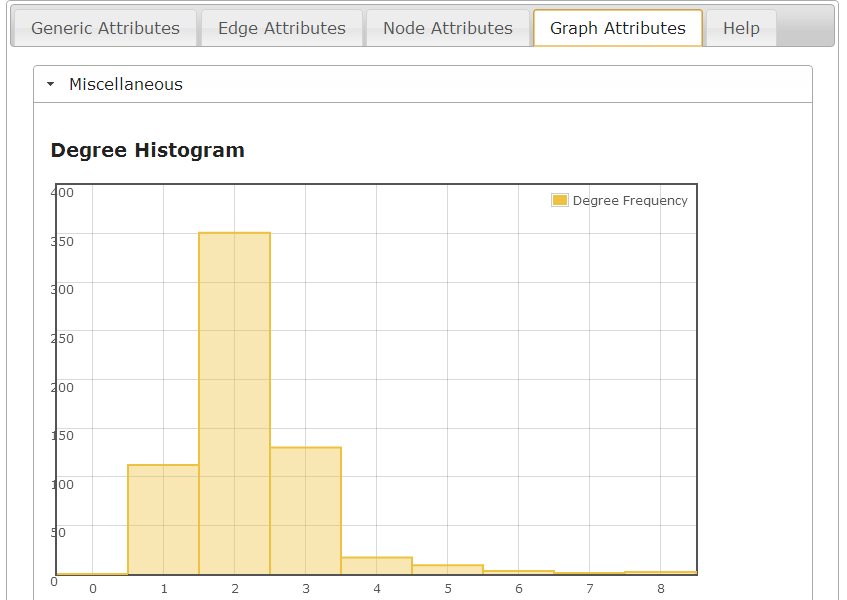 Generic Attributes Edge Attributes Node Attributes Graph Attributes Help
Miscellaneous
Degree Histogram
400
Degree Frequency
350
300
250
200
150
100
50
0
0 1 2 3 4 5 6 7 8